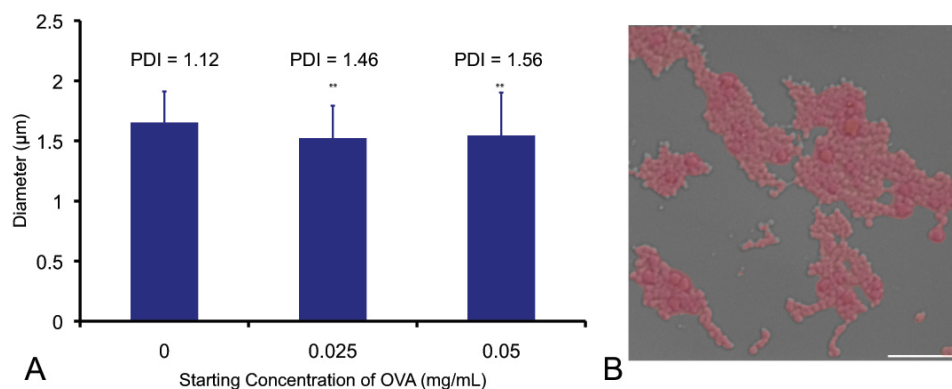 2.5
2
1.5
1
0.5
0
Diameter (µm)
PDI = 1.12
PDI = 1.46
PDI = 1.56
**
**
0
0.025
0.05
Starting Concentration of OVA (mg/mL)
A
B